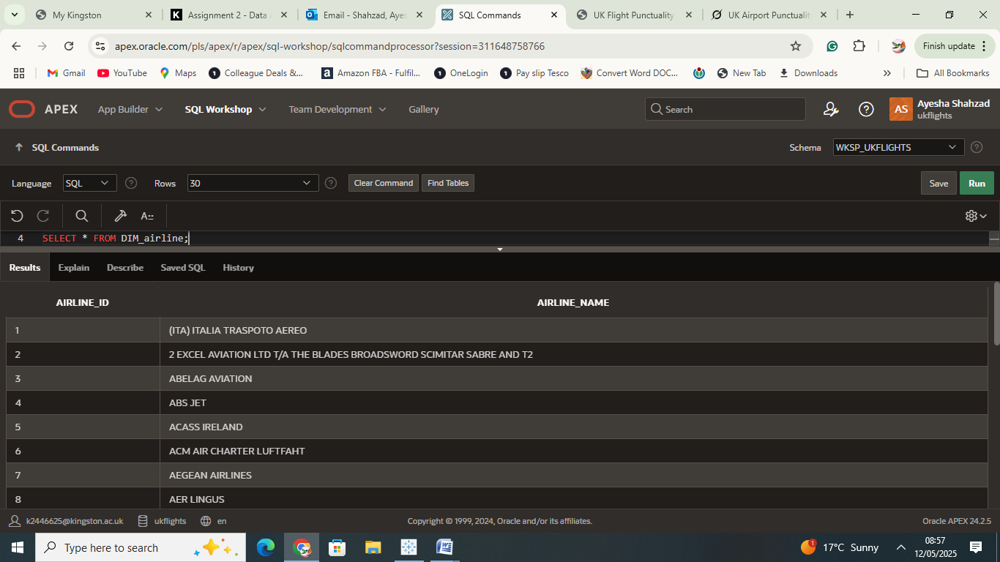 My Kingston
Assignment 2 - Data
Email - Shahzad, Ayes
SQL Commands
UK Flight Punctuality
UK Airport Punctualit
apex.oracle.com/pls/apex/r/apex/sql-workshop/sqlcommandprocessor?session=311648758766
Finish update
Gmail
YouTube
Maps
Colleague Deals &...
Amazon FBA - Fulfil...
OneLogin
Pay slip Tesco
Convert Word DOC...
New Tab
Downloads
All Bookmarks
APEX
App Builder
SQL Workshop
Team Development
Gallery
Search
AS
Ayesha Shahzad
ukflights
SQL Commands
Schema
WKSP_UKFLIGHTS
Language
SQL
Rows
30
Clear Command
Find Tables
Save
Run
4 SELECT * FROM DIM_airline;
Results
Explain
Describe
Saved SQL
History
AIRLINE_ID AIRLINE_NAME
1 (ITA) ITALIA TRASPOTO AEREO
2 2 EXCEL AVIATION LTD T/A THE BLADES BROADSWORD SCIMITAR SABRE AND T2
3 ABELAG AVIATION
4 ABS JET
5 ACASS IRELAND
6 ACM AIR CHARTER LUFTFAHT
7 AEGEAN AIRLINES
8 AER LINGUS
k2446625@kingston.ac.uk
ukflights
en
Copyright © 1999, 2024, Oracle and/or its affiliates.
Oracle APEX 24.2.5
Type here to search
1
17°C Sunny
08:57
12/05/2025